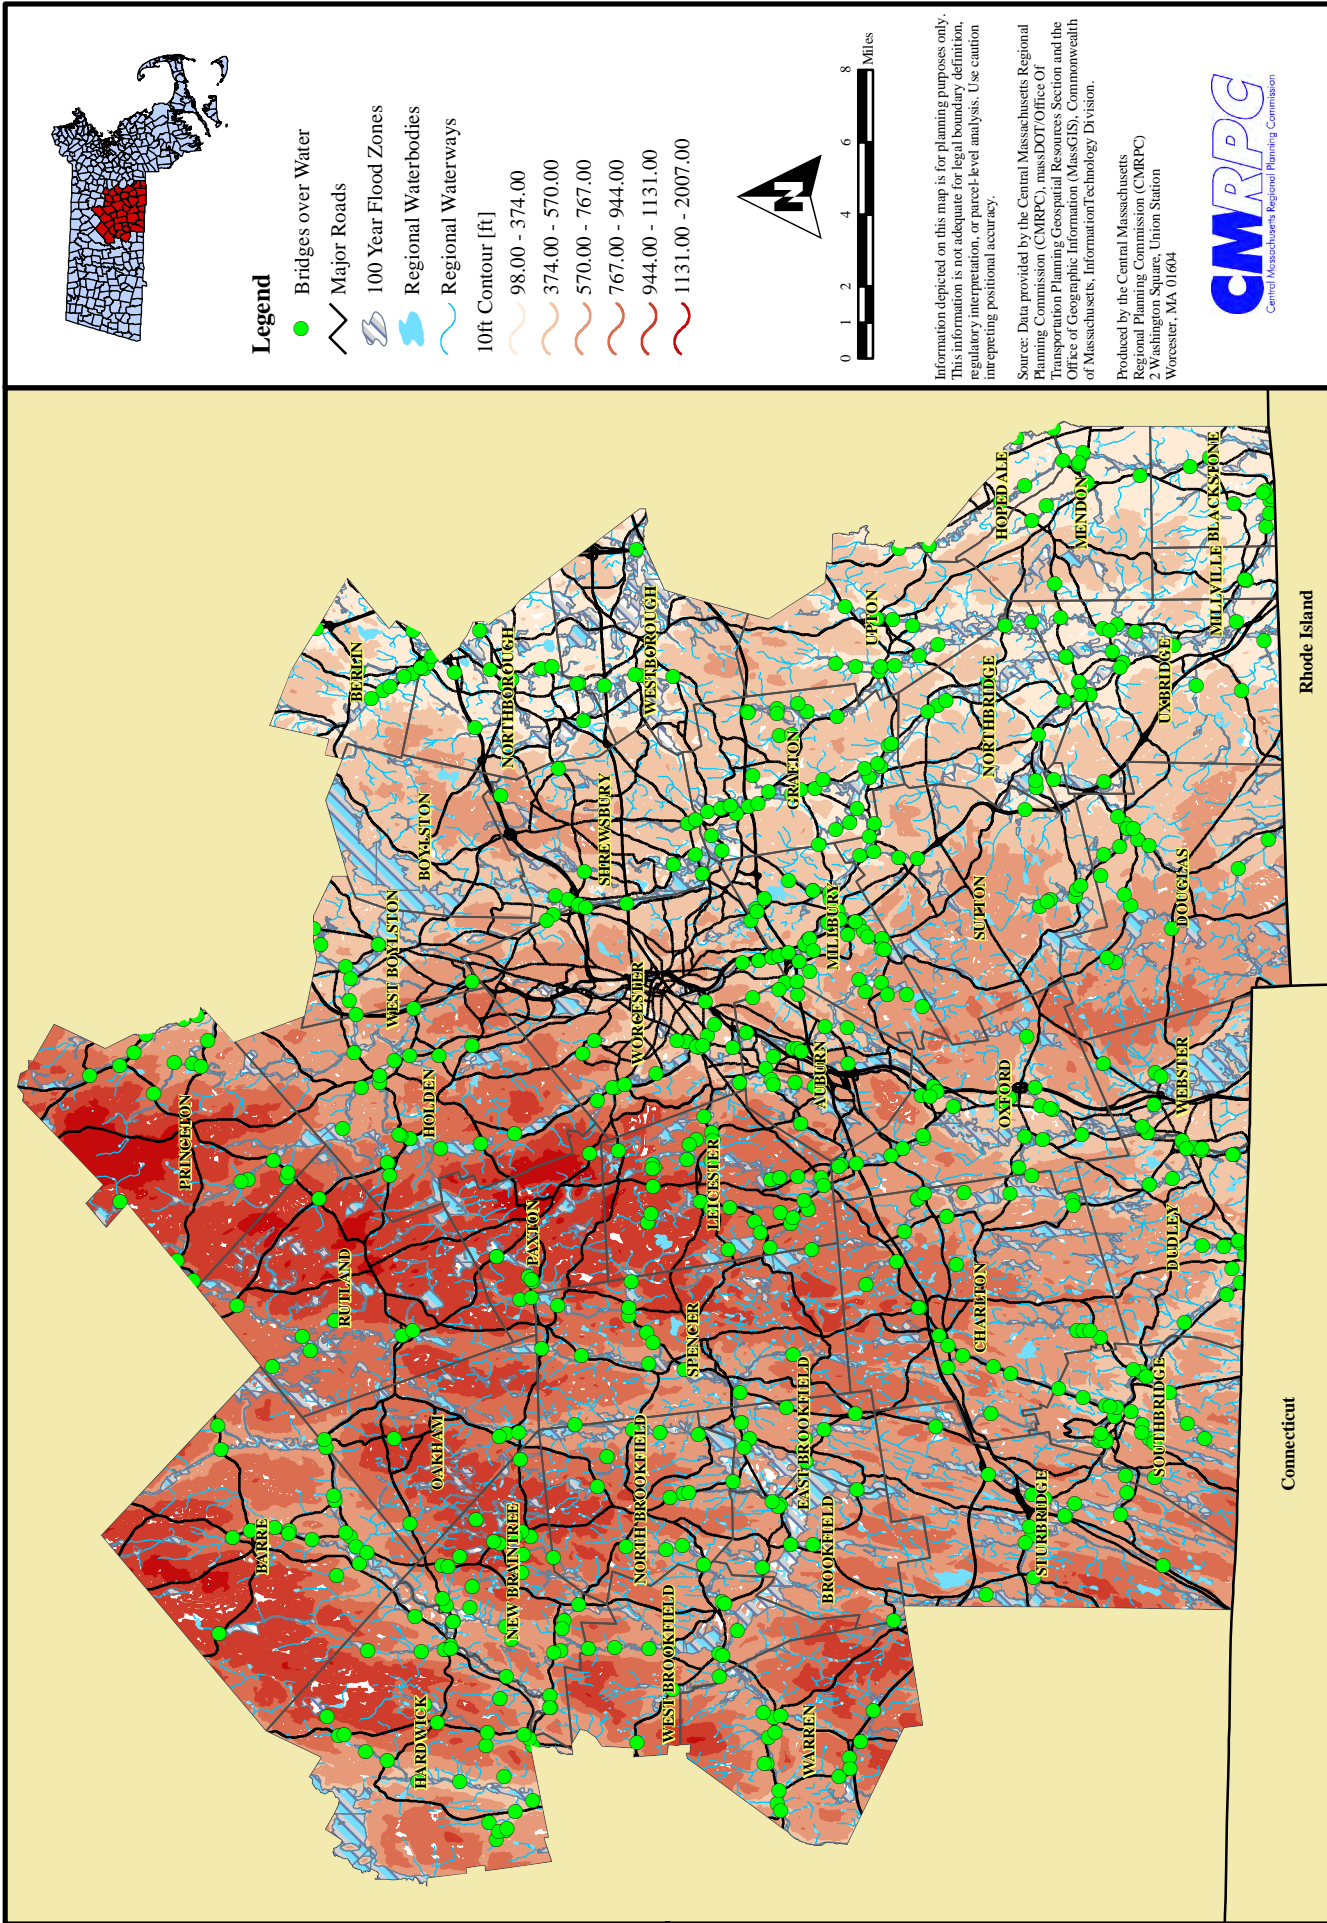 Legend
Bridges over Water
Major Roads
100 Year Flood Zones
Regional Waterbodies
Regional Waterways
10ft Contour [ft]
98.00 - 374.00
374.00 - 570.00
570.00 - 767.00
767.00 - 944.00
944.00 - 1131.00
1131.00 - 2007.00
N
0 1 2 4 6 8
Miles
Information depicted on this map is for planning purposes only.
This information is not adequate for legal boundary definition,
regulatory interpretation, or parcel-level analysis. Use caution
intrepreting positional accuracy.
Source: Data provided by the Central Massachusetts Regional
Planning Commission (CMRPC), massDOT/Office Of
Transportation Planning Geospatial Resources Section and the
Office of Geographic Information (MassGIS), Commonwealth
of Massachusetts, InformationTechnology Division.
Produced by the Central Massachusetts
Regional Planning Commission (CMRPC)
2 Washington Square, Union Station
Worcester, MA 01604
CMRPC
Central Massachusetts Regional Planning Commission
PRINCETON
BARRE
RUTLAND
HOLDEN
WEST BOYLSTON
BOYLSTON
BERLIN
HARDWICK
OAKHAM
PAXTON
NEW BRAINTREE
NORTHBOROUGH
SHREWSBURY
WORCESTER
WESTBOROUGH
NORTH BROOKFIELD
WEST BROOKFIELD
SPENCER
LEICESTER
GRAFTON
UPTON
MILLBURY
AUBURN
EAST BROOKFIELD
BROOKFIELD
WARREN
HOPEDALE
NORTHBRIDGE
SUTTON
OXFORD
CHARLTON
STURBRIDGE
MENDON
UXBRIDGE
DOUGLAS
WEBSTER
DUDLEY
SOUTHBRIDGE
MILLVILLE
BLACKSTONE
Connecticut
Rhode Island